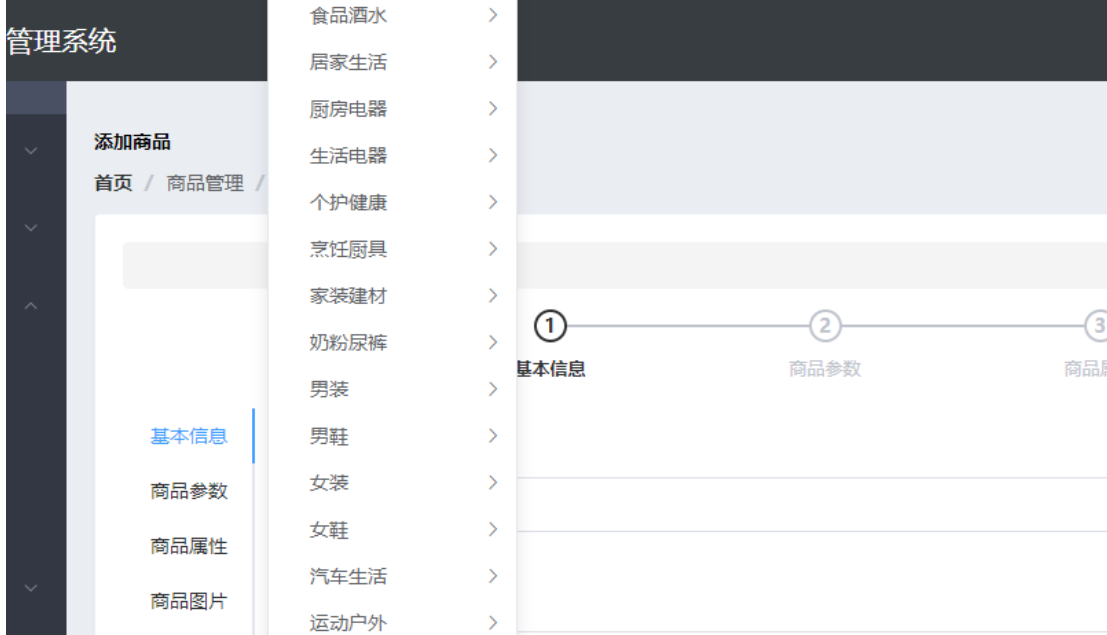 管理系统
添加商品
首页 / 商品管理 /
食品酒水
居家生活
厨房电器
生活电器
个护健康
烹饪厨具
家装建材
奶粉尿裤
男装
男鞋
女装
女鞋
汽车生活
运动户外
1
基本信息
2
商品参数
3
商品
基本信息
商品参数
商品属性
商品图片